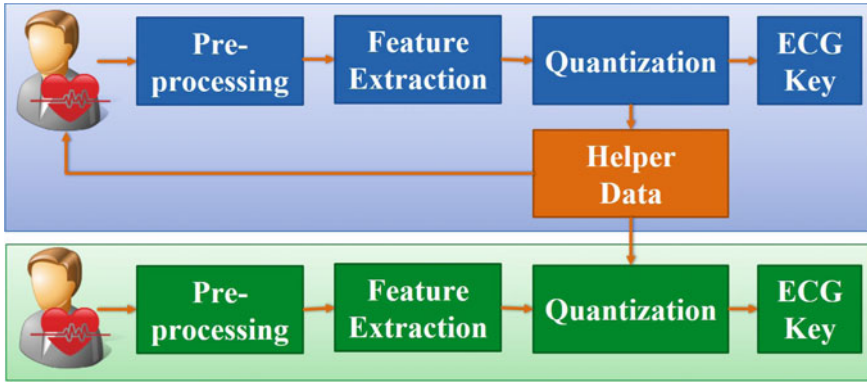 Pre-
processing
Feature
Extraction
Quantization
ECG
Key
Helper
Data
Pre-
processing
Feature
Extraction
Quantization
ECG
Key